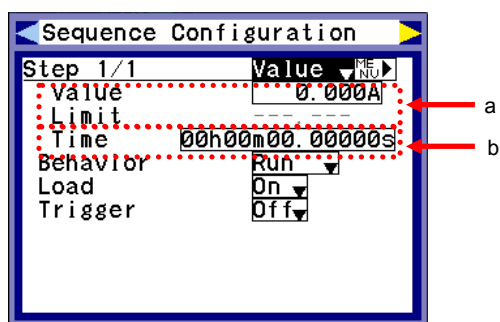 Sequence Configuration
Step 1/1 Value MENU
Value 0.000A
Limit ---.---
Time 00h00m00.00000s
Behavior Run
Load On
Trigger Off
a
b